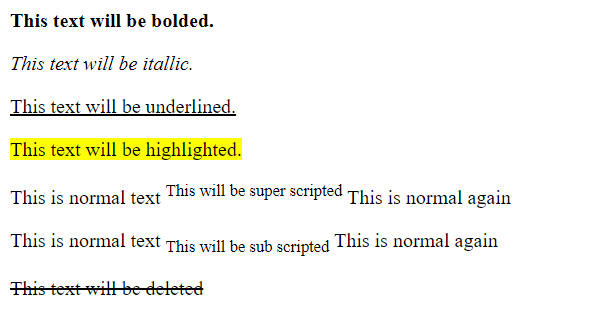 This text will be bolded.
This text will be itallic.
This text will be underlined.
This text will be highlighted.
This is normal text This will be super scripted This is normal again
This is normal text This will be sub scripted This is normal again
This text will be deleted